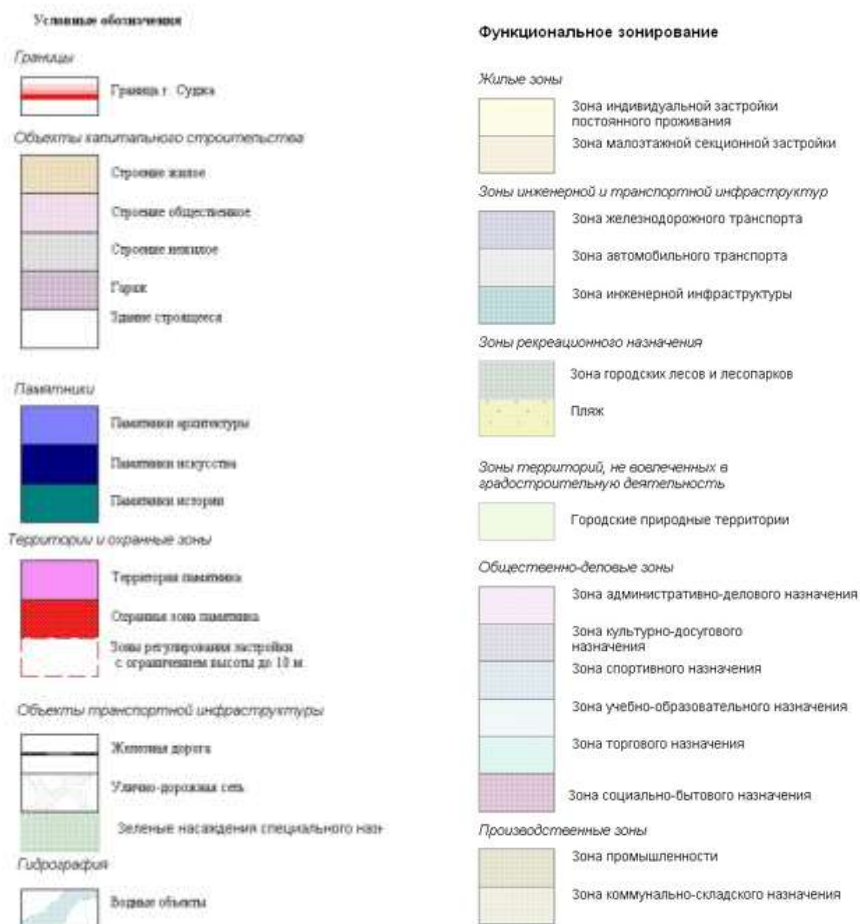 Условные обозначения
Границы
Граница г. Суджа
Объекты капитального строительства
Строение жилое
Строение общественное
Строение нежилое
Гараж
Здание строящееся
Памятники
Памятники архитектуры
Памятники искусства
Памятники истории
Территории и охранные зоны
Территория памятника
Охранная зона памятника
Зоны регулирования застройки
с ограничением высоты до 10 м.
Объекты транспортной инфраструктуры
Железная дорога
Улично-дорожная сеть
Зеленые насаждения специального назн
Гидрография
Водные объекты
Функциональное зонирование
Жилые зоны
Зона индивидуальной застройки
постоянного проживания
Зона малоэтажной секционной застройки
Зоны инженерной и транспортной инфраструктур
Зона железнодорожного транспорта
Зона автомобильного транспорта
Зона инженерной инфраструктуры
Зоны рекреационного назначения
Зона городских лесов и лесопарков
Пляж
Зоны территорий, не вовлеченных в
градостроительную деятельность
Городские природные территории
Общественно-деловые зоны
Зона административно-делового назначения
Зона культурно-досугового
назначения
Зона спортивного назначения
Зона учебно-образовательного назначения
Зона торгового назначения
Зона социально-бытового назначения
Производственные зоны
Зона промышленности
Зона коммунально-складского назначения